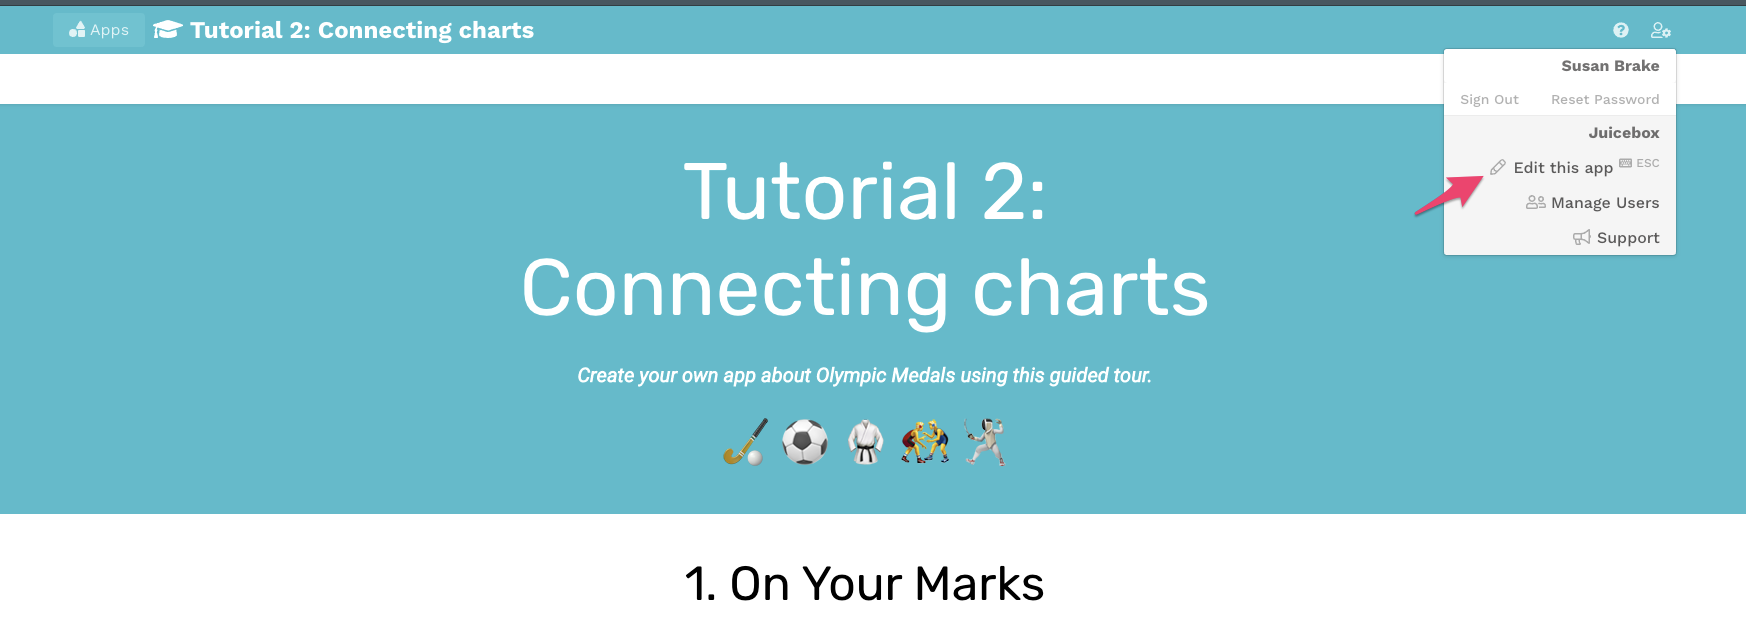 Apps Tutorial 2: Connecting charts
Susan Brake
Sign Out Reset Password
Juicebox
Edit this app ESC
Manage Users
Support
Tutorial 2:
Connecting charts
Create your own app about Olympic Medals using this guided tour.
1. On Your Marks